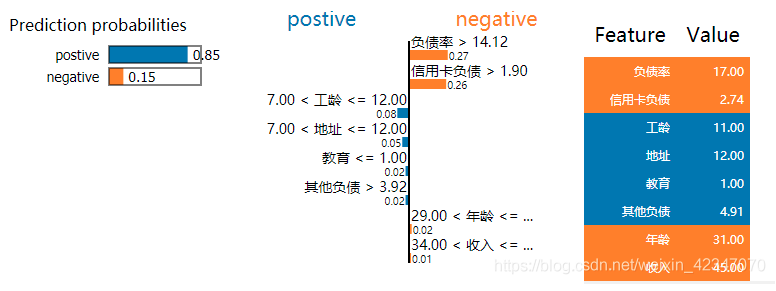 Prediction probabilities
postive 0.85
negative 0.15
postive negative
负债率 > 14.12
0.27
信用卡负债 > 1.90
0.26
7.00 < 工龄 <= 12.00
0.08
7.00 < 地址 <= 12.00
0.05
教育 <= 1.00
0.02
其他负债 > 3.92
0.02
29.00 < 年龄 <= ...
0.02
34.00 < 收入 <= ...
0.01
Feature Value
负债率 17.00
信用卡负债 2.74
工龄 11.00
地址 12.00
教育 1.00
其他负债 4.91
年龄 31.00
收入 45.00
https://blog.csdn.net/weixin_42347070